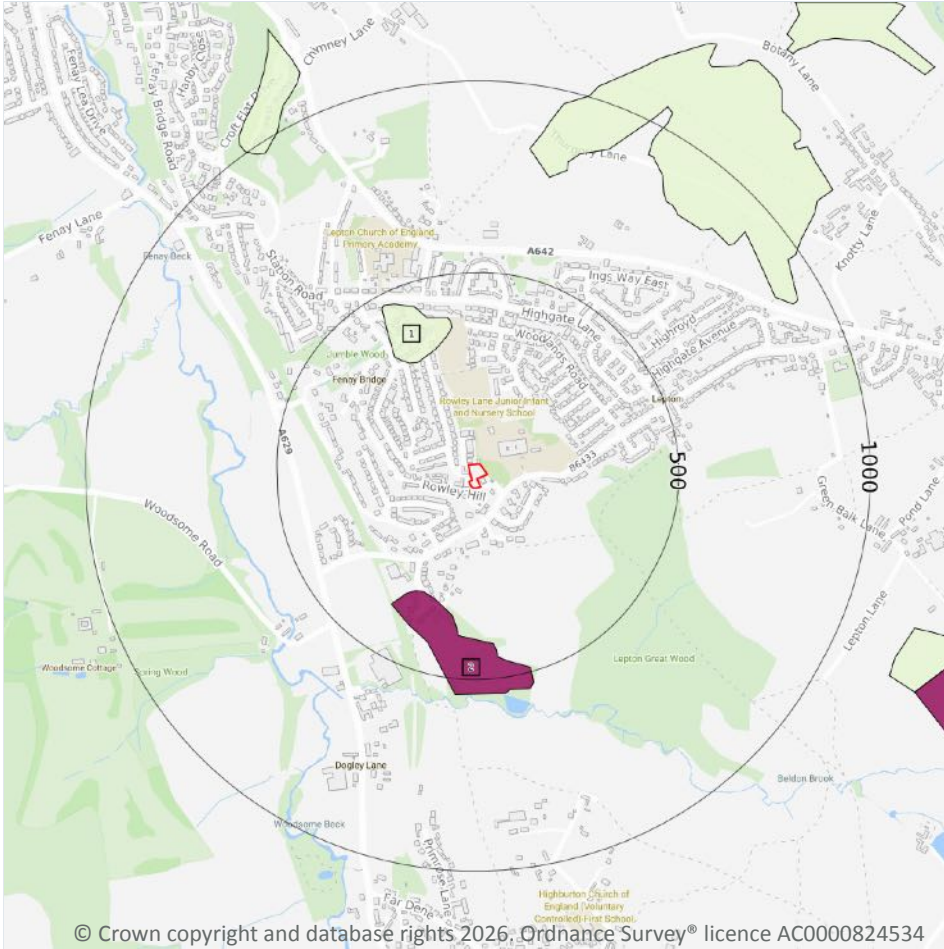 Chymney Lane
Botany Lane
Fenay Lea Drive
Hanby Close
Fenay Bridge Road
Croft Flat
Thurgory Lane
Fenay Lane
Lepton Church of England
Primary Academy
Knotty Lane
A642
Fenay Beck
Station Road
Ings Way East
Highgate Lane
1
Highroyd
Woodlands Road
Highgate Avenue
Jumble Wood
Fenay Bridge
Rowley Lane Junior Infant
and Nursery School
Lepton
A629
B6433
500
1000
Rowley Hill
Pond Lane
Green Balk Lane
Woodsome Road
Lepton Lane
Woodsome Cottage
Spring Wood
Lepton Great Wood
Dogley Lane
Beldon Brook
Woodsome Beck
Primrose Lane
Far Dene
Highburton Church of
England (Voluntary
Controlled) First School
© Crown copyright and database rights 2026. Ordnance Survey® licence AC0000824534